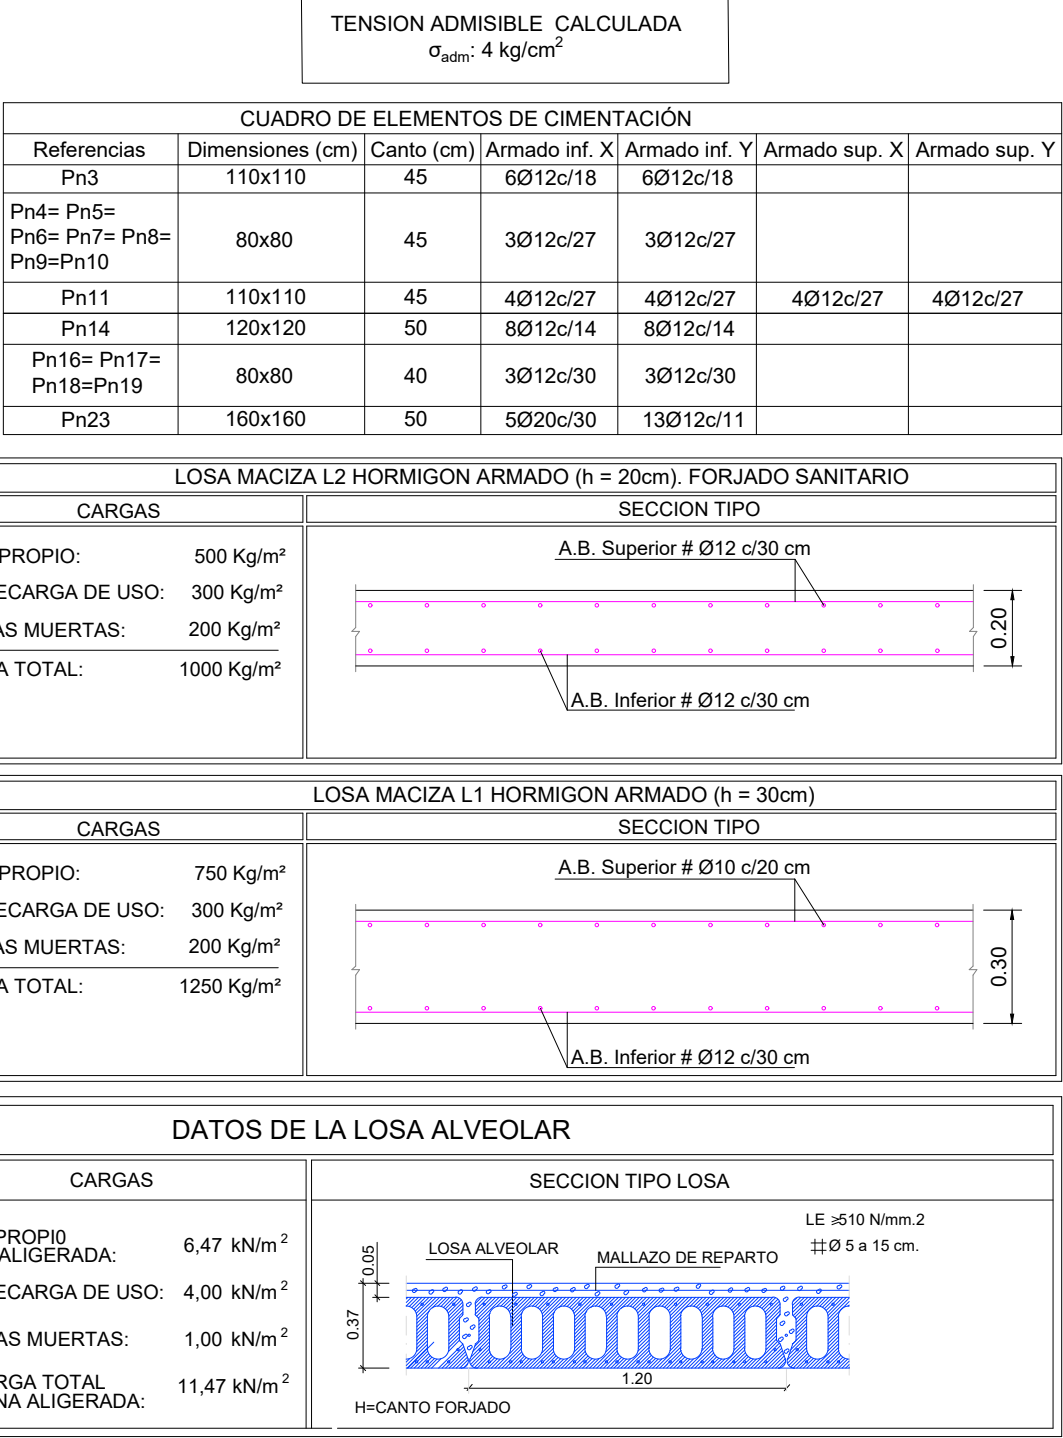 TENSION ADMISIBLE CALCULADA
σadm: 4 kg/cm²
CUADRO DE ELEMENTOS DE CIMENTACIÓN
Referencias Dimensiones (cm) Canto (cm) Armado inf. X Armado inf. Y Armado sup. X Armado sup. Y
Pn3 110x110 45 6Ø12c/18 6Ø12c/18
Pn4= Pn5=
Pn6= Pn7= Pn8=
Pn9=Pn10
80x80 45 3Ø12c/27 3Ø12c/27
Pn11 110x110 45 4Ø12c/27 4Ø12c/27 4Ø12c/27 4Ø12c/27
Pn14 120x120 50 8Ø12c/14 8Ø12c/14
Pn16= Pn17=
Pn18=Pn19
80x80 40 3Ø12c/30 3Ø12c/30
Pn23 160x160 50 5Ø20c/30 13Ø12c/11
LOSA MACIZA L2 HORMIGON ARMADO (h = 20cm). FORJADO SANITARIO
CARGAS
PROPIO: 500 Kg/m²
ECARGA DE USO: 300 Kg/m²
AS MUERTAS: 200 Kg/m²
A TOTAL: 1000 Kg/m²
SECCION TIPO
A.B. Superior # Ø12 c/30 cm
0.20
A.B. Inferior # Ø12 c/30 cm
LOSA MACIZA L1 HORMIGON ARMADO (h = 30cm)
CARGAS
PROPIO: 750 Kg/m²
ECARGA DE USO: 300 Kg/m²
AS MUERTAS: 200 Kg/m²
A TOTAL: 1250 Kg/m²
SECCION TIPO
A.B. Superior # Ø10 c/20 cm
0.30
A.B. Inferior # Ø12 c/30 cm
DATOS DE LA LOSA ALVEOLAR
CARGAS
PROPI0
ALIGERADA: 6,47 kN/m²
ECARGA DE USO: 4,00 kN/m²
AS MUERTAS: 1,00 kN/m²
RGA TOTAL
NA ALIGERADA: 11,47 kN/m²
SECCION TIPO LOSA
LE ≥510 N/mm.2
# Ø 5 a 15 cm.
LOSA ALVEOLAR
MALLAZO DE REPARTO
0.05
0.37
1.20
H=CANTO FORJADO